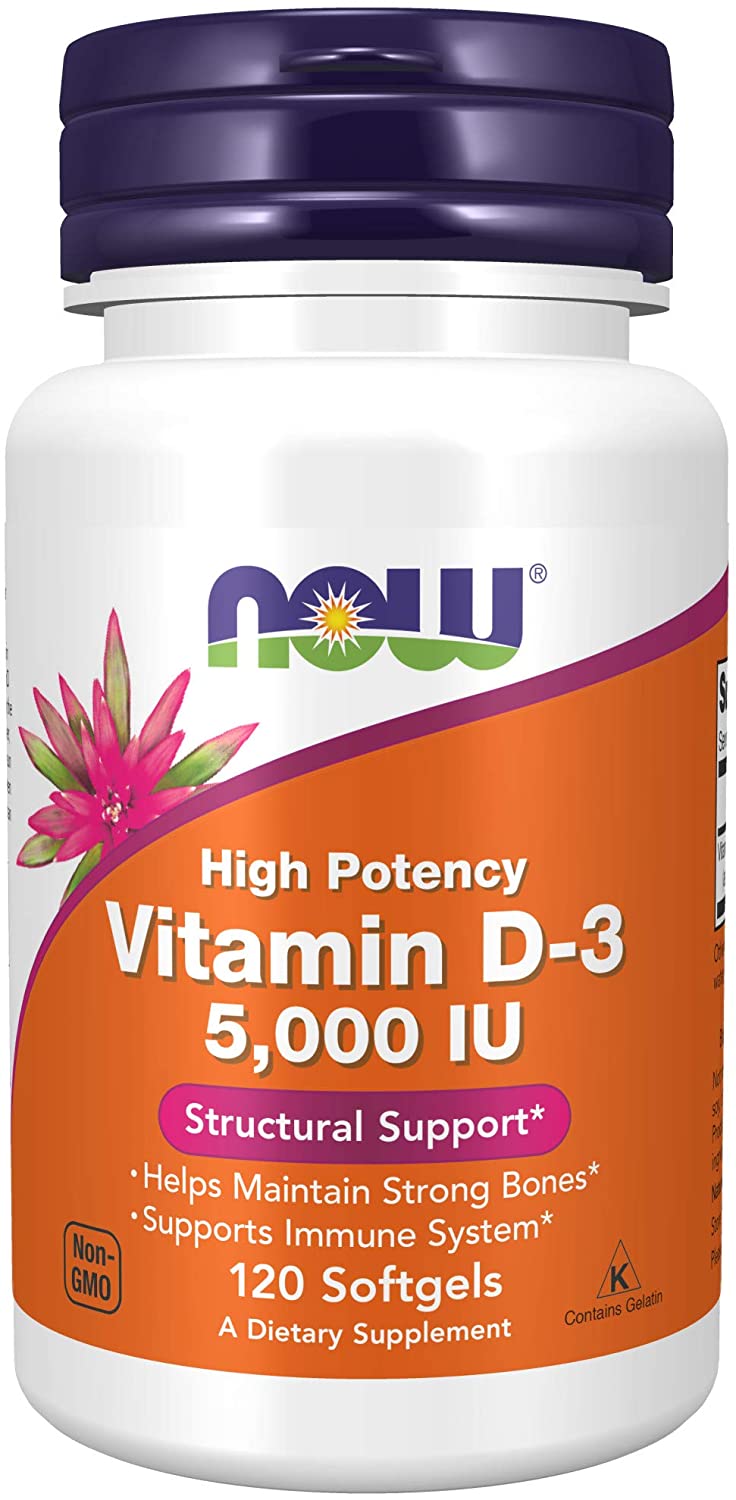 NOW®
High Potency
Vitamin D-3
5,000 IU
Structural Support*
•Helps Maintain Strong Bones*
•Supports Immune System*
120 Softgels
A Dietary Supplement
Non-
GMO
K
Contains Gelatin